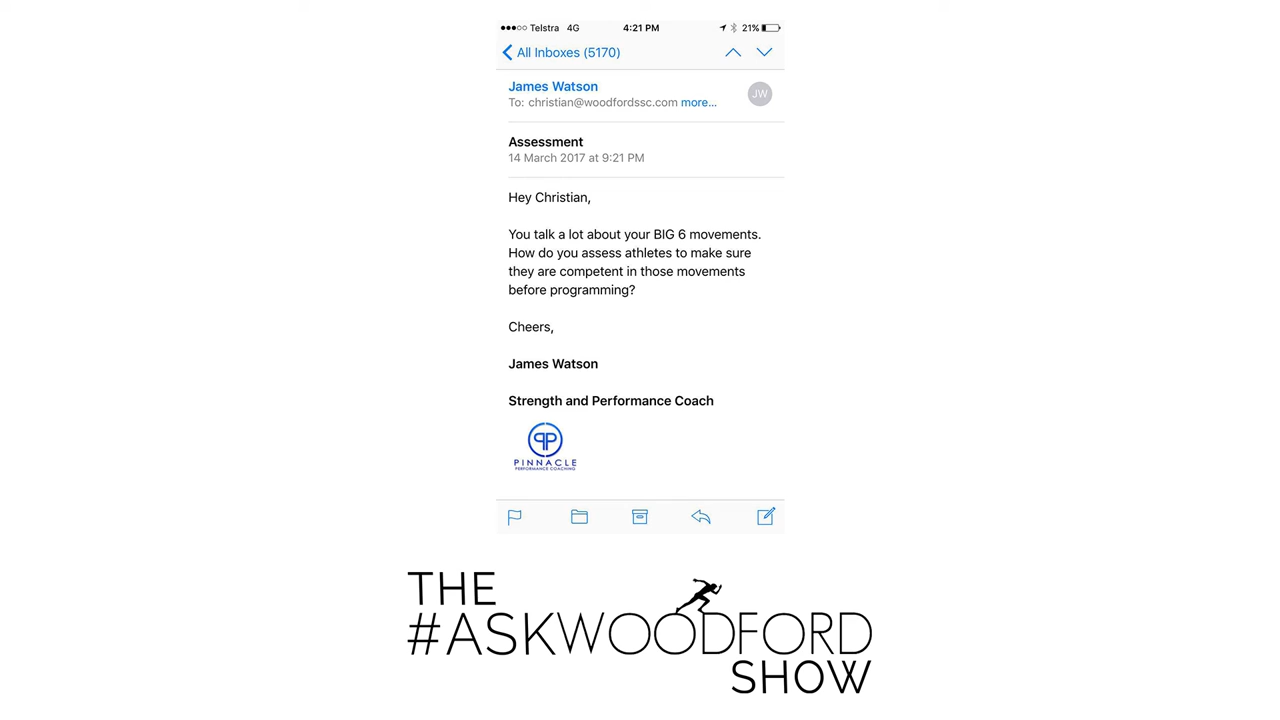 Telstra 4G 4:21 PM 21%
All Inboxes (5170)
James Watson
JW
To: christian@woodfordssc.com more...
Assessment
14 March 2017 at 9:21 PM
Hey Christian,
You talk a lot about your BIG 6 movements.
How do you assess athletes to make sure
they are competent in those movements
before programming?
Cheers,
James Watson
Strength and Performance Coach
PP
PINNACLE
PERFORMANCE COACHING
THE
#ASKWOODFORD
SHOW